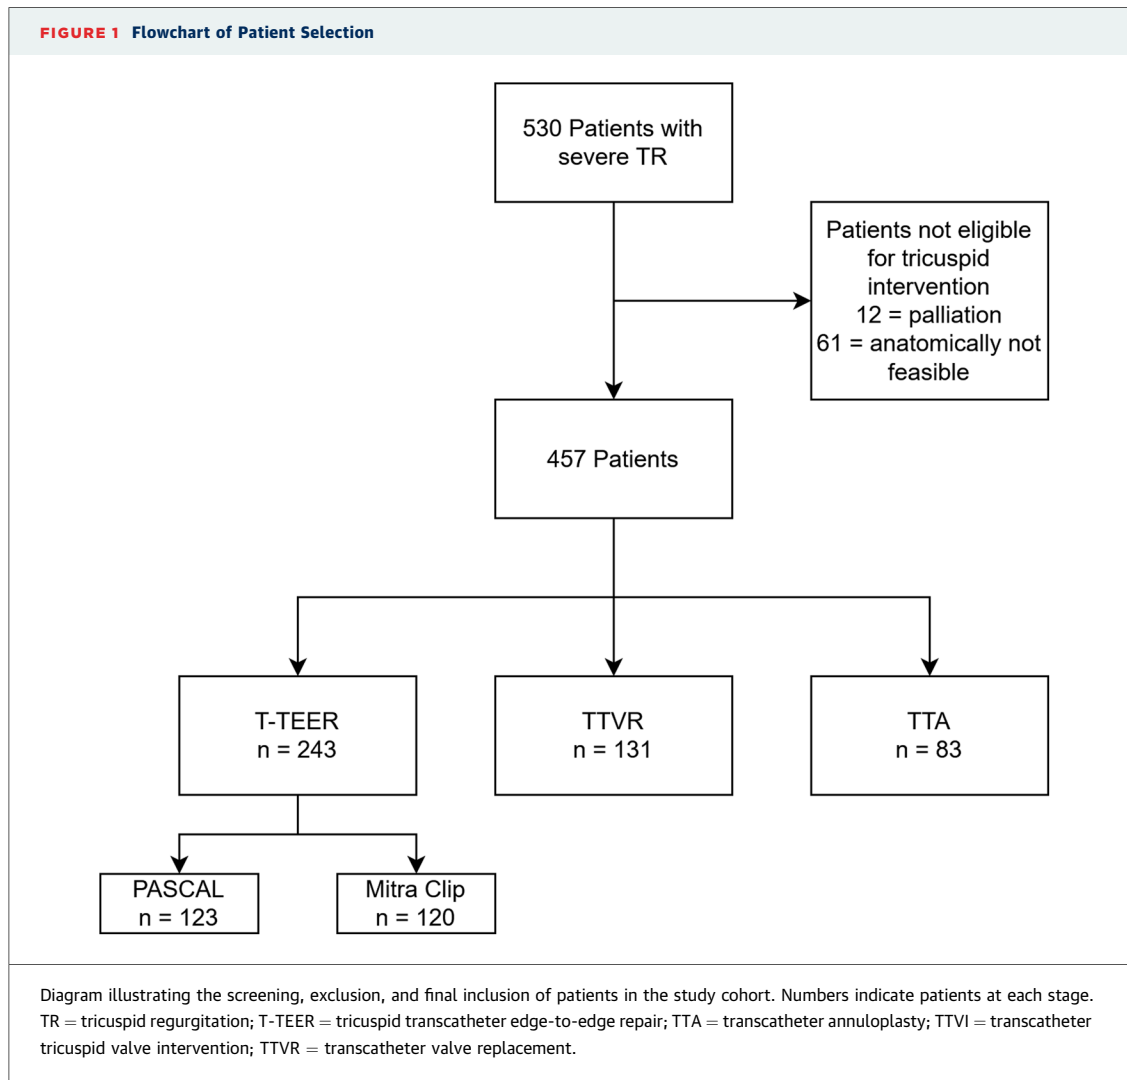 FIGURE 1 Flowchart of Patient Selection
530 Patients with
severe TR
Patients not eligible
for tricuspid
intervention
12 = palliation
61 = anatomically not
feasible
457 Patients
T-TEER
n = 243
TTVR
n = 131
TTA
n = 83
PASCAL
n = 123
Mitra Clip
n = 120
Diagram illustrating the screening, exclusion, and final inclusion of patients in the study cohort. Numbers indicate patients at each stage.
TR = tricuspid regurgitation; T-TEER = tricuspid transcatheter edge-to-edge repair; TTA = transcatheter annuloplasty; TTVI = transcatheter
tricuspid valve intervention; TTVR = transcatheter valve replacement.